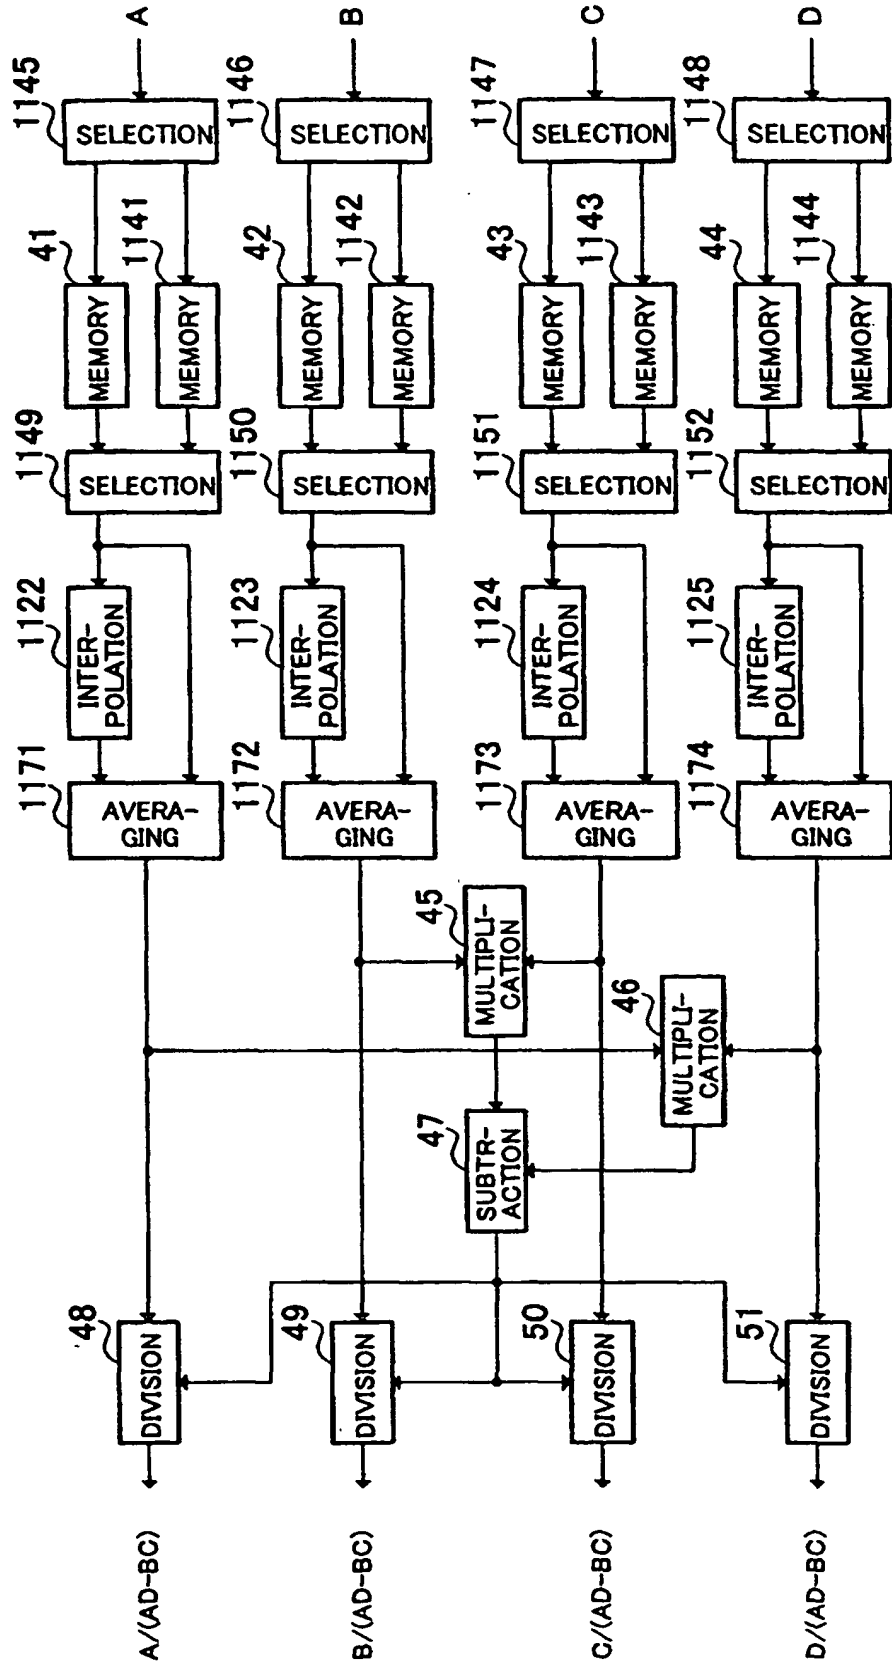 A
B
C
D
1145
SELECTION
1146
SELECTION
1147
SELECTION
1148
SELECTION
41
MEMORY
1141
MEMORY
42
MEMORY
1142
MEMORY
43
MEMORY
1143
MEMORY
44
MEMORY
1144
MEMORY
1149
SELECTION
1150
SELECTION
1151
SELECTION
1152
SELECTION
1122
INTER-
POLATION
1123
INTER-
POLATION
1124
INTER-
POLATION
1125
INTER-
POLATION
1171
AVERA-
GING
1172
AVERA-
GING
1173
AVERA-
GING
1174
AVERA-
GING
45
MULTIPLI-
CATION
46
MULTIPLI-
CATION
47
SUBTR-
ACTION
48
DIVISION
49
DIVISION
50
DIVISION
51
DIVISION
A/(AD-BC)
B/(AD-BC)
C/(AD-BC)
D/(AD-BC)